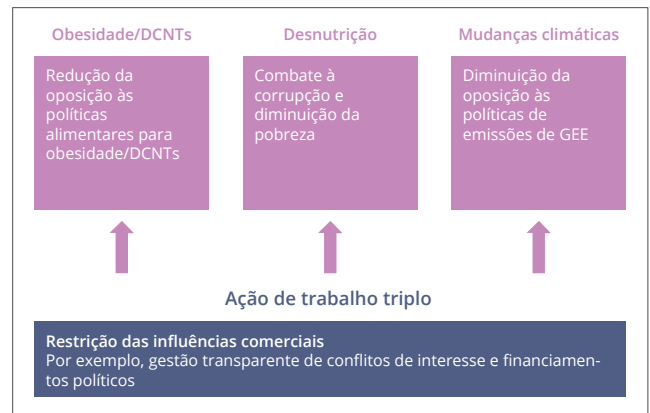 Obesidade/DCNTs
Redução da
oposição às
políticas
alimentares para
obesidade/DCNTs
Desnutrição
Combate à
corrupção e
diminuição da
pobreza
Mudanças climáticas
Diminuição da
oposição às
políticas de
emissões de GEE
Ação de trabalho triplo
Restrição das influências comerciais
Por exemplo, gestão transparente de conflitos de interesse e financiamen-
tos políticos